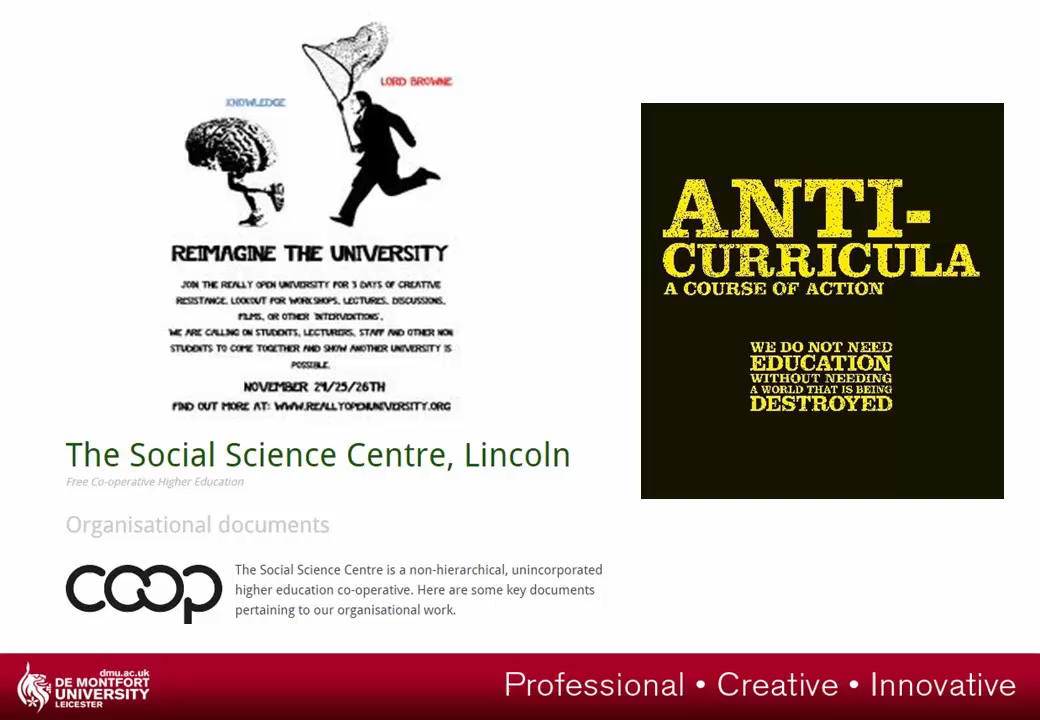 LORD BROWNE
KNOWLEDGE
REIMAGINE THE UNIVERSITY
JOIN THE REALLY OPEN UNIVERSITY FOR 3 DAYS OF CREATIVE
RESISTANCE. LOOKOUT FOR WORKSHOPS, LECTURES, DISCUSSIONS,
FILMS, OR OTHER 'INTERVENTIONS'.
WE ARE CALLING ON STUDENTS, LECTURERS, STAFF AND OTHER NON
STUDENTS TO COME TOGETHER AND SHOW ANOTHER UNIVERSITY IS
POSSIBLE.
NOVEMBER 24/25/26TH
FIND OUT MORE AT: WWW.REALLYOPENUNIVERSITY.ORG
ANTI-
CURRICULA
A COURSE OF ACTION
WE DO NOT NEED
EDUCATION
WITHOUT NEEDING
A WORLD THAT IS BEING
DESTROYED
The Social Science Centre, Lincoln
Free Co-operative Higher Education
Organisational documents
coop
The Social Science Centre is a non-hierarchical, unincorporated
higher education co-operative. Here are some key documents
pertaining to our organisational work.
dmu.ac.uk
DE MONTFORT
UNIVERSITY
LEICESTER
Professional • Creative • Innovative